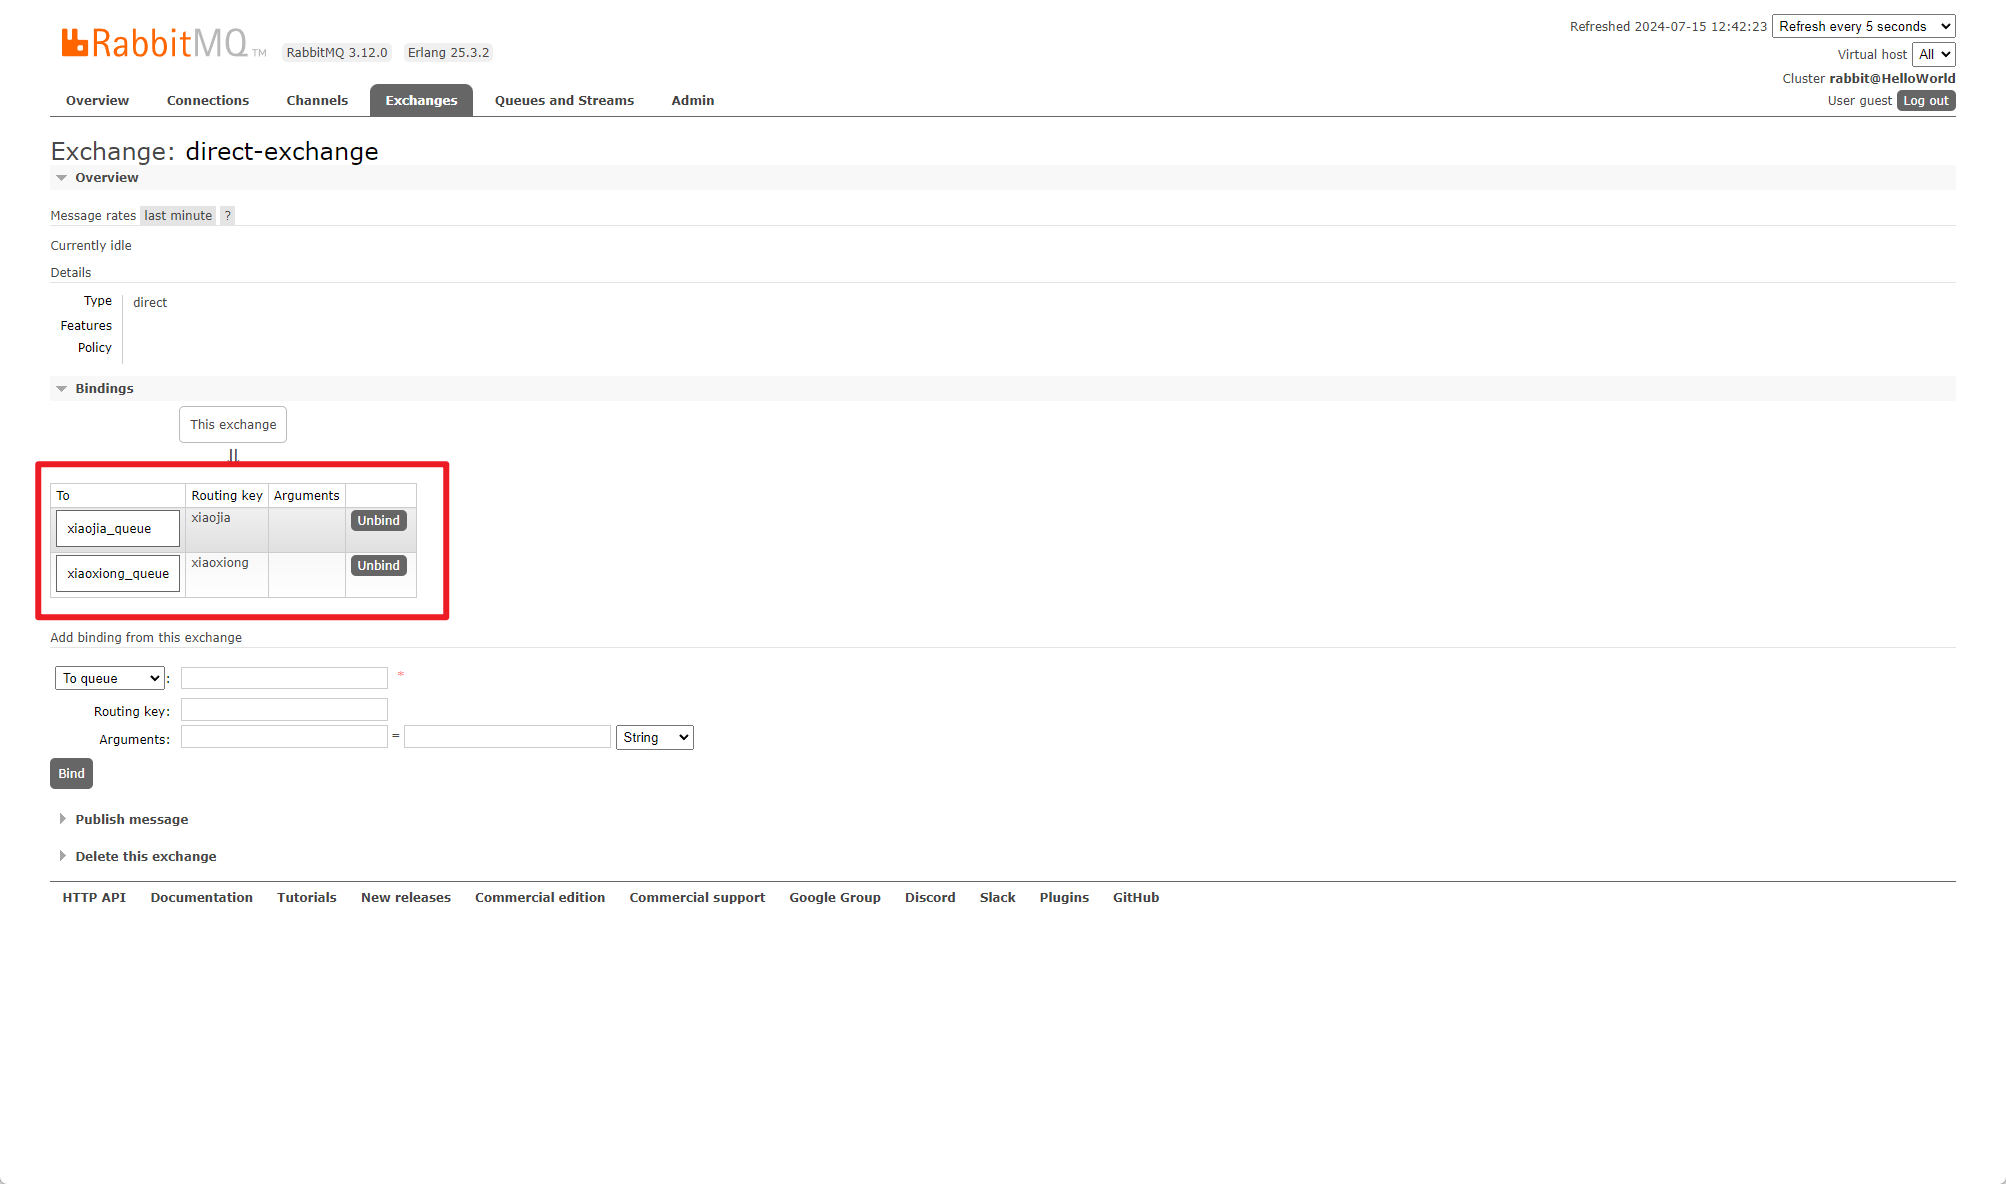 RabbitMQ TM RabbitMQ 3.12.0 Erlang 25.3.2
Refreshed 2024-07-15 12:42:23 Refresh every 5 seconds
Virtual host All
Cluster rabbit@HelloWorld
User guest Log out
Overview Connections Channels Exchanges Queues and Streams Admin
Exchange: direct-exchange
Overview
Message rates last minute ?
Currently idle
Details
Type direct
Features
Policy
Bindings
This exchange
⇓
To Routing key Arguments
xiaojia_queue xiaojia Unbind
xiaoxiong_queue xiaoxiong Unbind
Add binding from this exchange
To queue : *
Routing key:
Arguments: = String
Bind
Publish message
Delete this exchange
HTTP API Documentation Tutorials New releases Commercial edition Commercial support Google Group Discord Slack Plugins GitHub